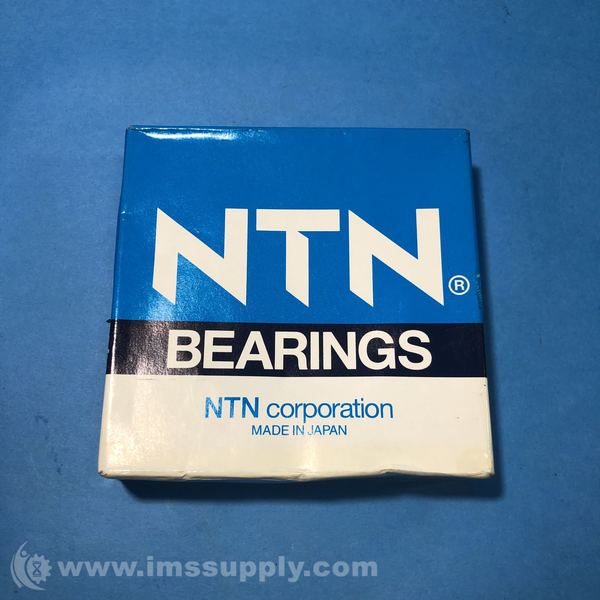 NTN®
BEARINGS
NTN corporation
MADE IN JAPAN
www.imssupply.com